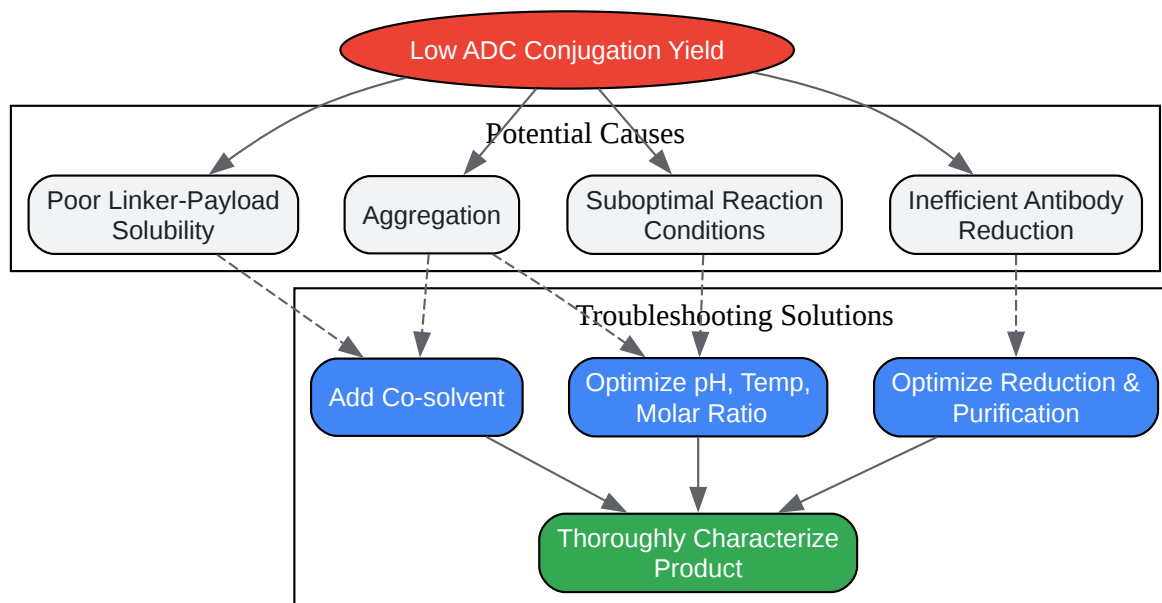 Low ADC Conjugation Yield
Potential Causes
Poor Linker-Payload
Solubility
Aggregation
Suboptimal Reaction
Conditions
Inefficient Antibody
Reduction
Troubleshooting Solutions
Add Co-solvent
Optimize pH, Temp,
Molar Ratio
Optimize Reduction &
Purification
Thoroughly Characterize
Product